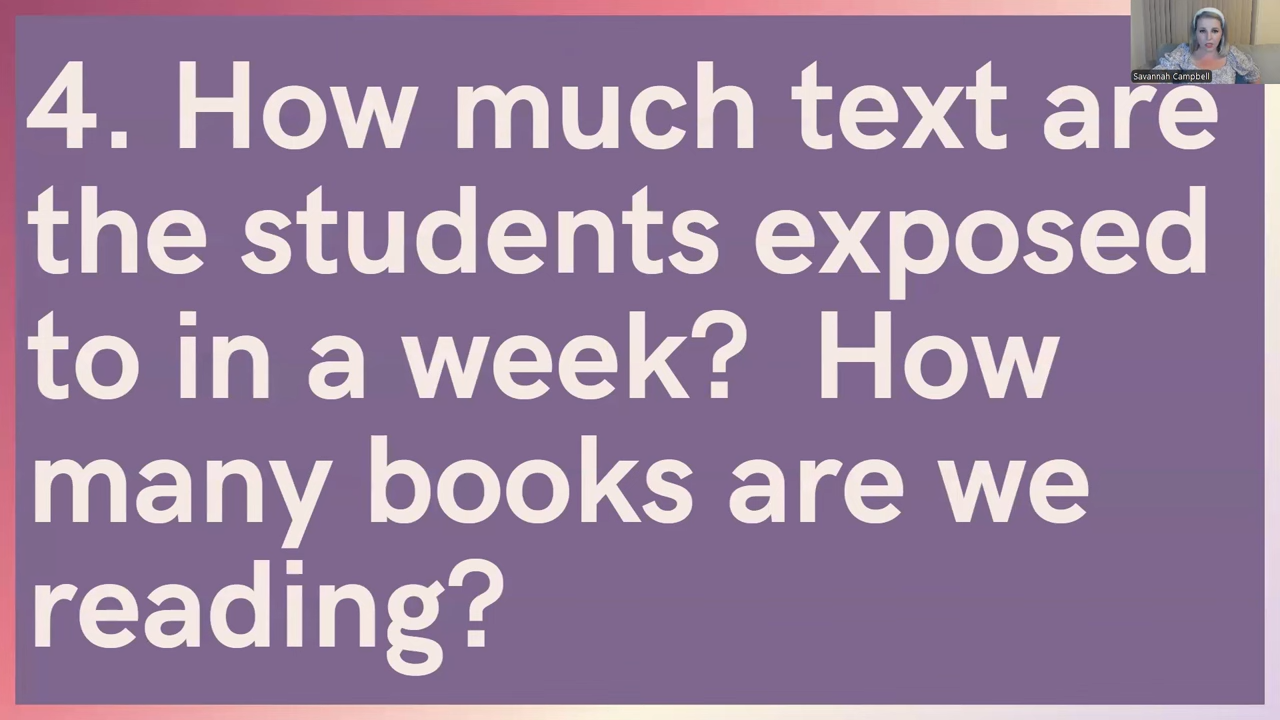 4. How much text are
the students exposed
to in a week?  How
many books are we
reading?
Savannah Campbell